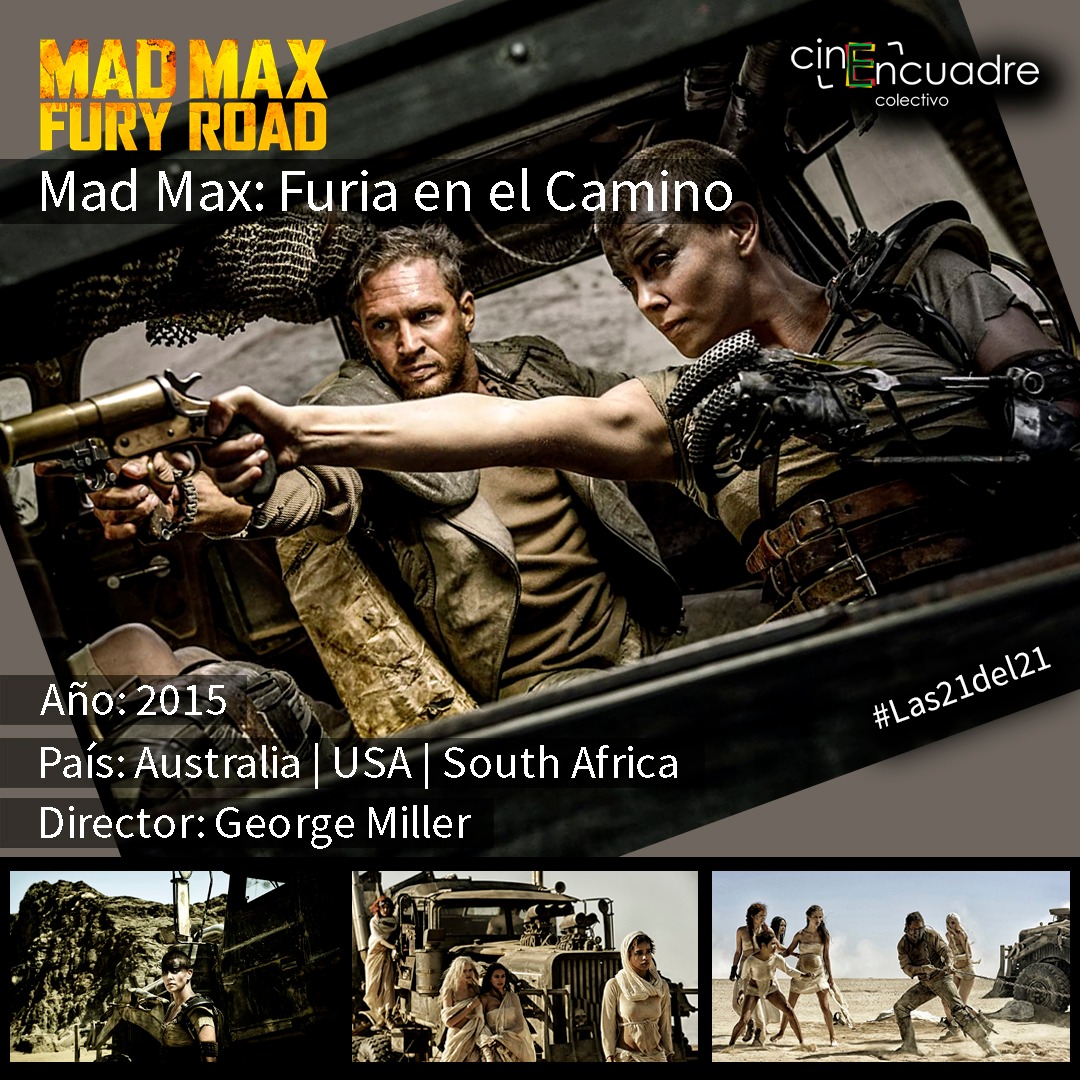 MAD MAX
FURY ROAD
cinEncuadre
colectivo
Mad Max: Furia en el Camino
#Las21del21
Año: 2015
País: Australia | USA | South Africa
Director: George Miller